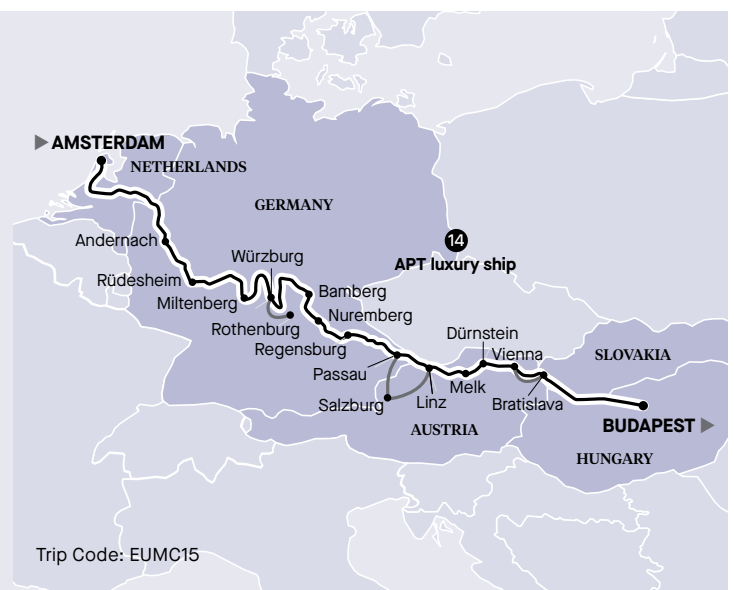 AMSTERDAM
NETHERLANDS
GERMANY
Andernach
14
APT luxury ship
Würzburg
Rüdesheim
Miltenberg
Bamberg
Rothenburg
Nuremberg
Regensburg
Dürnstein
Vienna
SLOVAKIA
Passau
Melk
Salzburg
Linz
Bratislava
AUSTRIA
BUDAPEST
HUNGARY
Trip Code: EUMC15